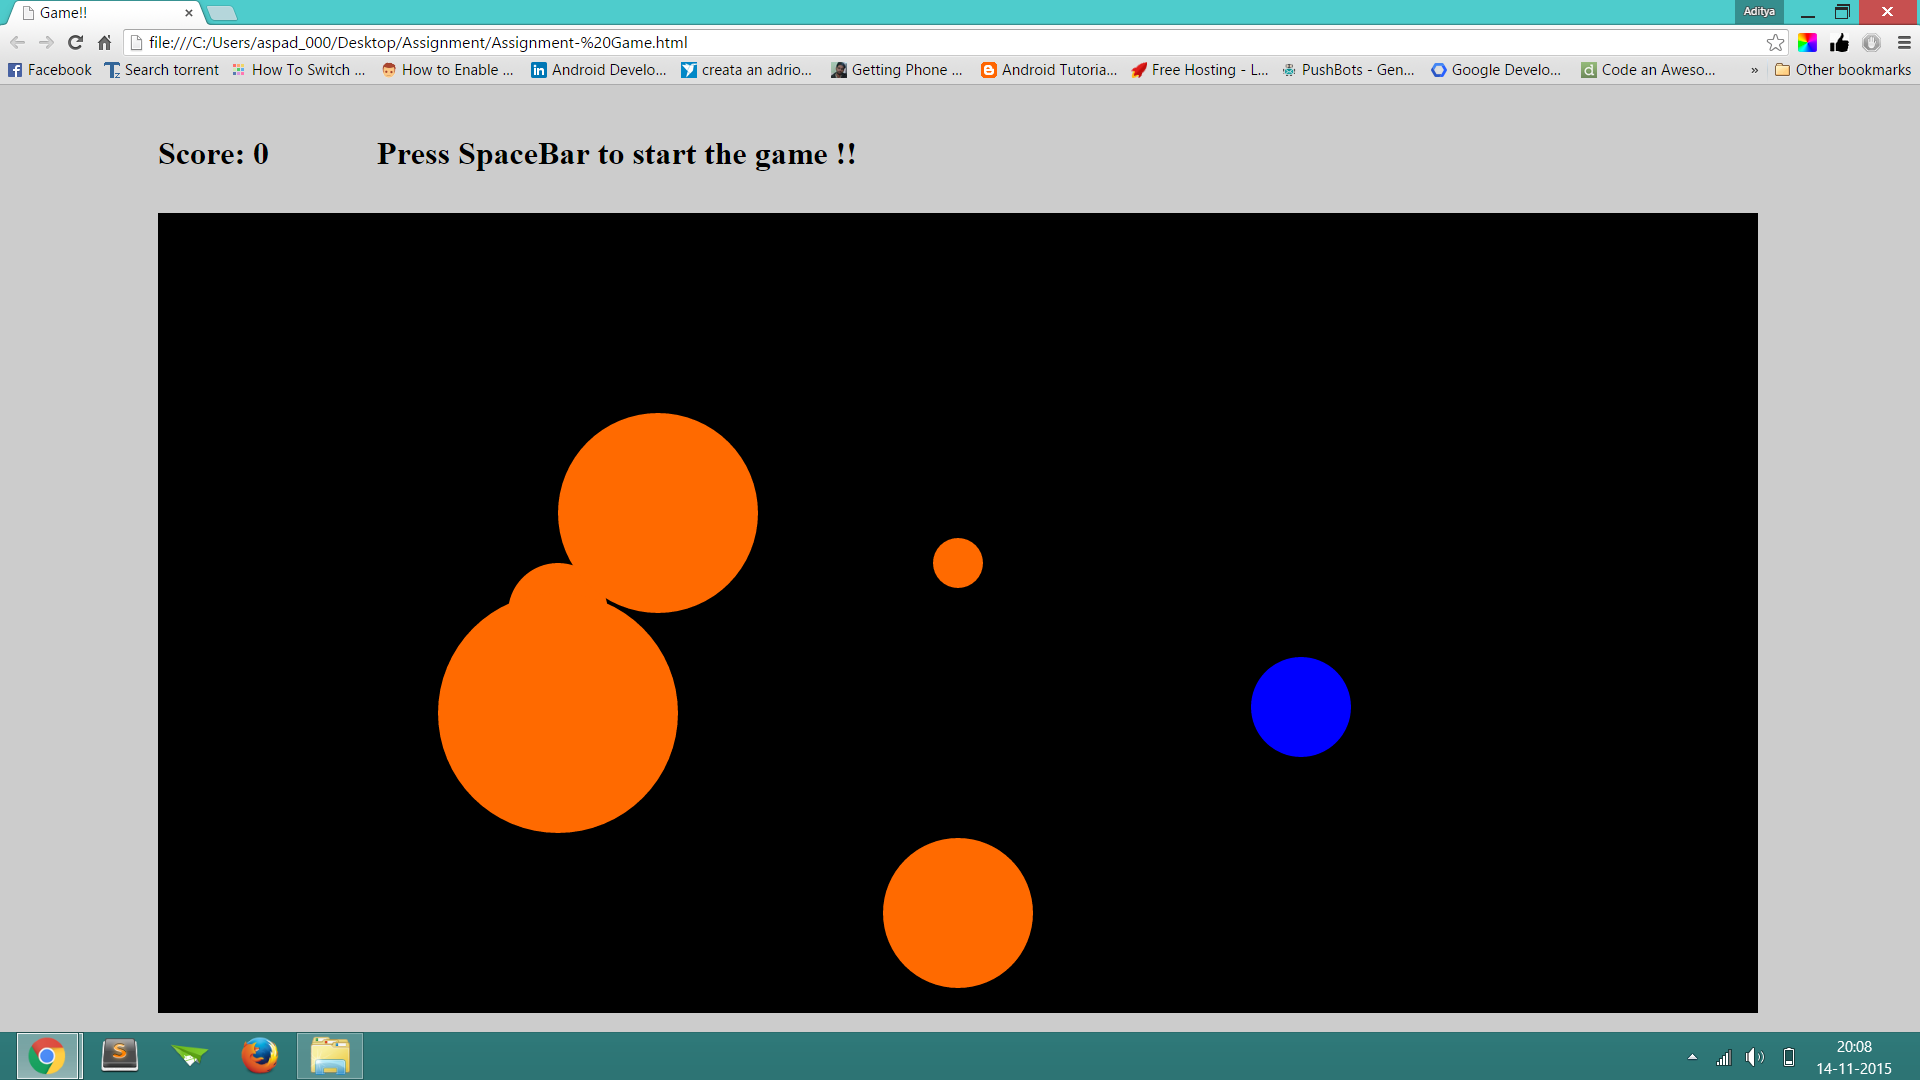 Game!!
Aditya
file:///C:/Users/aspad_000/Desktop/Assignment/Assignment-%20Game.html
Facebook Search torrent How To Switch ... How to Enable ... Android Develo... creata an adrio... Getting Phone ... Android Tutoria... Free Hosting - L... PushBots - Gen... Google Develo... Code an Aweso... » Other bookmarks
Score: 0 Press SpaceBar to start the game !!
20:08
14-11-2015